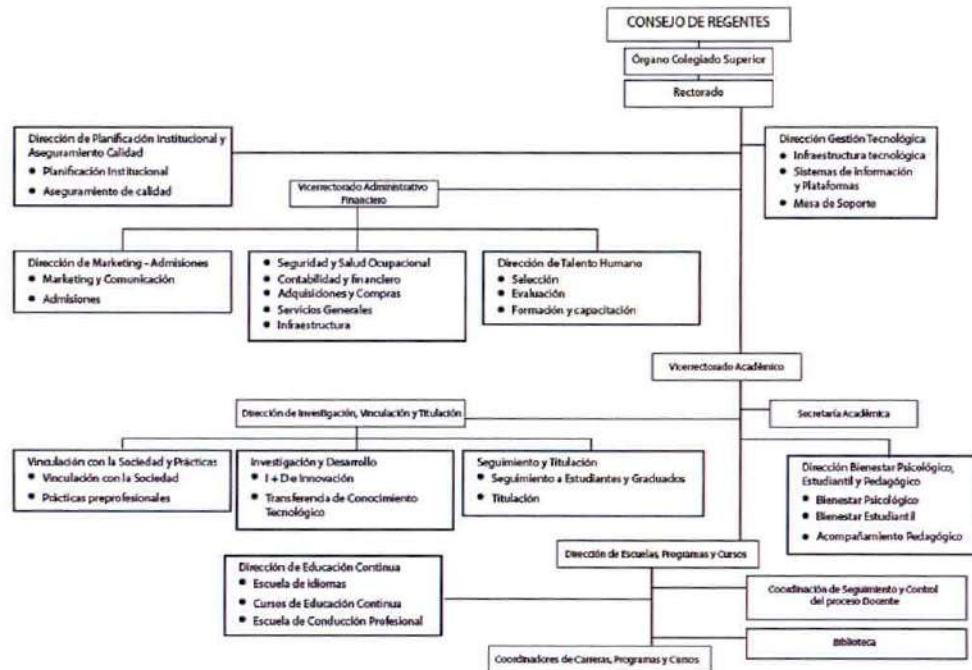 CONSEJO DE REGENTES
Órgano Colegiado Superior
Rectorado
Dirección de Planificación Institucional y
Aseguramiento Calidad
• Planificación Institucional
• Aseguramiento de calidad
Dirección Gestión Tecnológica
• Infraestructura tecnológica
• Sistemas de información
y Plataformas
• Mesa de Soporte
Vicerrectorado Administrativo
Financiero
Dirección de Marketing - Admisiones
• Marketing y Comunicación
• Admisiones
• Seguridad y Salud Ocupacional
• Contabilidad y financiero
• Adquisiciones y Compras
• Servicios Generales
• Infraestructura
Dirección de Talento Humano
• Selección
• Evaluación
• Formación y capacitación
Vicerrectorado Académico
Dirección de Investigación, Vinculación y Titulación
Secretaría Académica
Vinculación con la Sociedad y Prácticas
• Vinculación con la Sociedad
• Prácticas preprofesionales
Investigación y Desarrollo
• I + D e Innovación
• Transferencia de Conocimiento
Tecnológico
Seguimiento y Titulación
• Seguimiento a Estudiantes y Graduados
• Titulación
Dirección Bienestar Psicológico,
Estudiantil y Pedagógico
• Bienestar Psicológico
• Bienestar Estudiantil
• Acompañamiento Pedagógico
Dirección de Escuelas, Programas y Cursos
Dirección de Educación Continua
• Escuela de idiomas
• Cursos de Educación Continua
• Escuela de Conducción Profesional
Coordinación de Seguimiento y Control
del proceso Docente
Biblioteca
Coordinadores de Carreras, Programas y Cursos